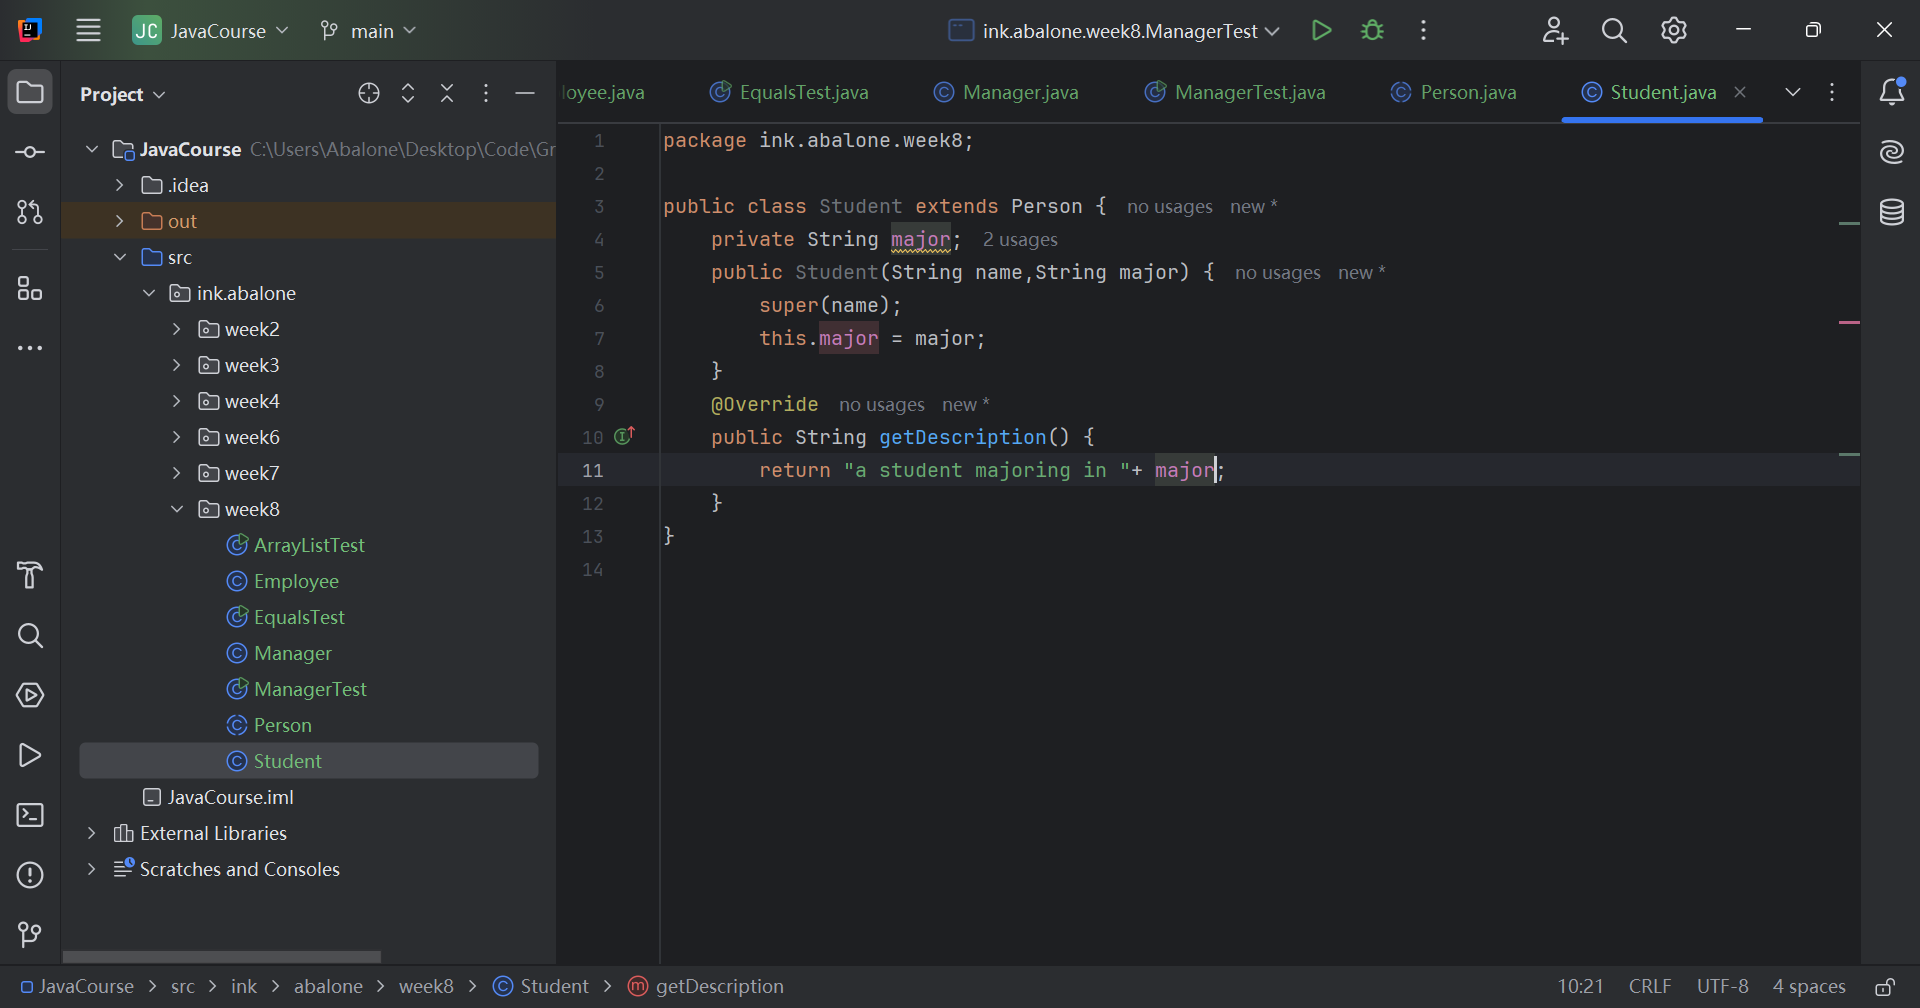 JC JavaCourse main ink.abalone.week8.ManagerTest
Project
loyee.java EqualsTest.java Manager.java ManagerTest.java Person.java Student.java
JavaCourse C:\Users\Abalone\Desktop\Code\Gr
.idea
out
src
ink.abalone
week2
week3
week4
week6
week7
week8
ArrayListTest
Employee
EqualsTest
Manager
ManagerTest
Person
Student
JavaCourse.iml
External Libraries
Scratches and Consoles
1 package ink.abalone.week8;
2
3 public class Student extends Person { no usages new *
4 private String major; 2 usages
5 public Student(String name,String major) { no usages new *
6 super(name);
7 this.major = major;
8 }
9 @Override no usages new *
10 public String getDescription() {
11 return "a student majoring in "+ major;
12 }
13 }
14
JavaCourse > src > ink > abalone > week8 > Student > getDescription 10:21 CRLF UTF-8 4 spaces